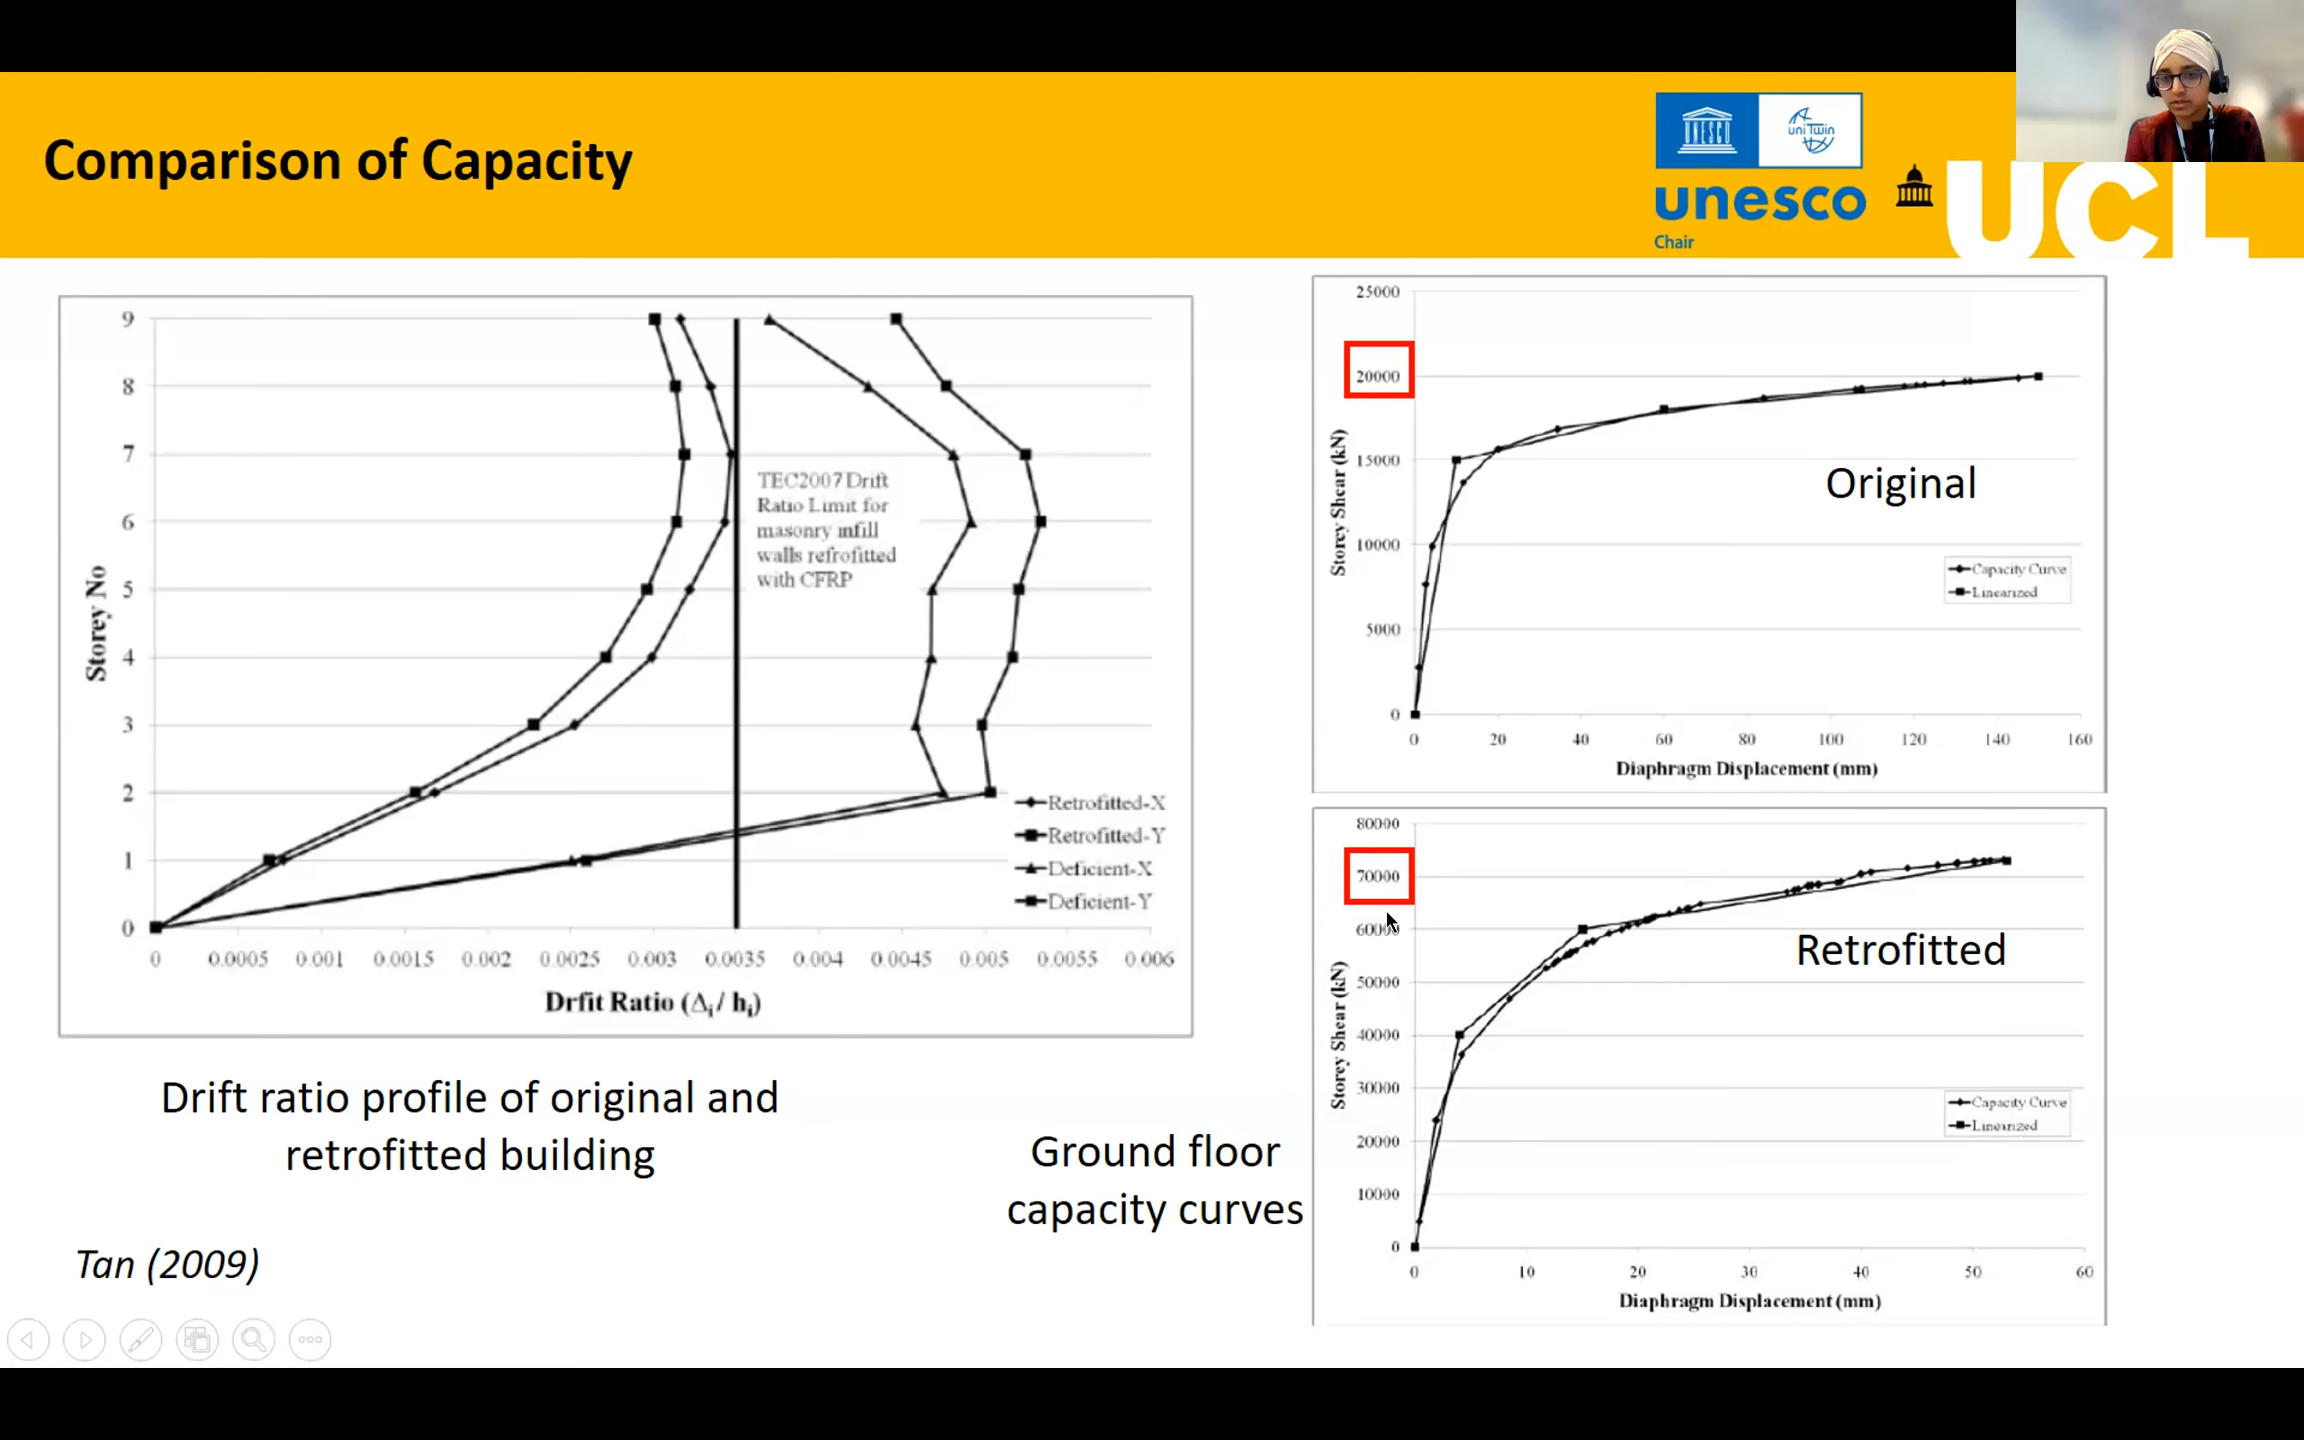 Comparison of Capacity
UNESCO
uni Twin
unesco
Chair
UCL
9
8
7
6
5
4
3
2
1
0
Storey No
TEC2007 Drift
Ratio Limit for
masonry infill
walls refrofitted
with CFRP
Retrofitted-X
Retrofitted-Y
Deficient-X
Deficient-Y
0 0.0005 0.001 0.0015 0.002 0.0025 0.003 0.0035 0.004 0.0045 0.005 0.0055 0.006
Drfit Ratio (Δi / hi)
Drift ratio profile of original and
retrofitted building
Tan (2009)
Ground floor
capacity curves
25000
20000
15000
10000
5000
0
Storey Shear (kN)
Original
Capacity Curve
Linearized
0 20 40 60 80 100 120 140 160
Diaphragm Displacement (mm)
80000
70000
60000
50000
40000
30000
20000
10000
0
Storey Shear (kN)
Retrofitted
Capacity Curve
Linearized
0 10 20 30 40 50 60
Diaphragm Displacement (mm)